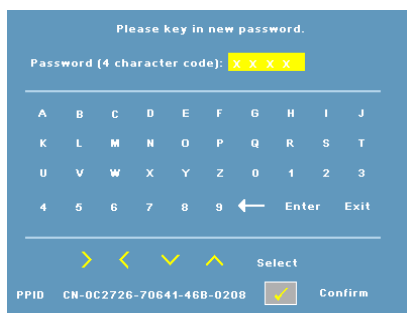 Please key in new password.
Password (4 character code): X X X X
A B C D E F G H I J
K L M N O P Q R S T
U V W X Y Z 0 1 2 3
4 5 6 7 8 9 ← Enter Exit
> < ∨ ∧ Select
PPID CN-0C2726-70641-46B-0208 ✓ Confirm